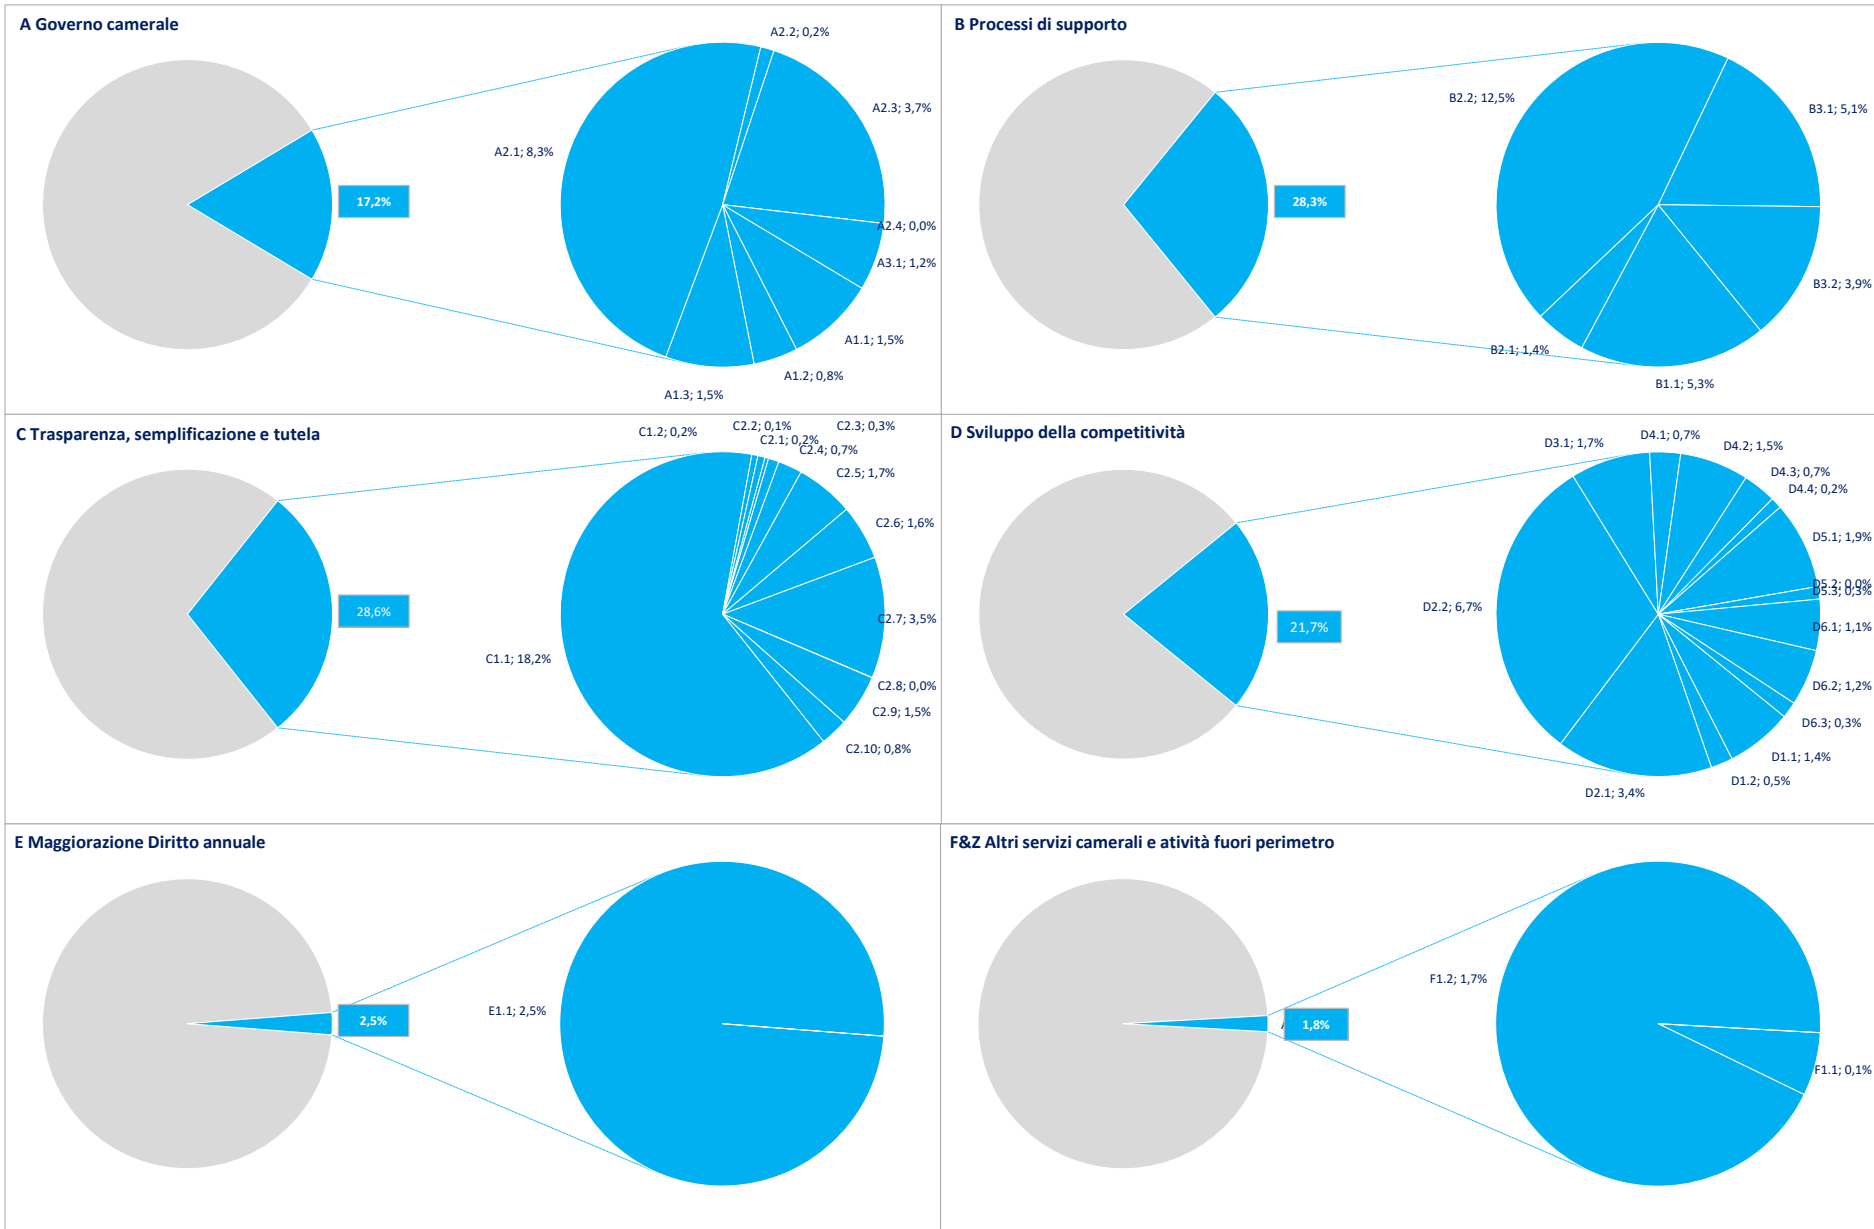 A Governo camerale
A2.2; 0,2%
A2.3; 3,7%
A2.1; 8,3%
17,2%
A2.4; 0,0%
A3.1; 1,2%
A1.1; 1,5%
A1.2; 0,8%
A1.3; 1,5%
B Processi di supporto
B2.2; 12,5%
B3.1; 5,1%
28,3%
B3.2; 3,9%
B2.1; 1,4%
B1.1; 5,3%
C Trasparenza, semplificazione e tutela
C1.2; 0,2%
C2.2; 0,1%
C2.3; 0,3%
C2.1; 0,2%
C2.4; 0,7%
C2.5; 1,7%
C2.6; 1,6%
28,6%
C2.7; 3,5%
C1.1; 18,2%
C2.8; 0,0%
C2.9; 1,5%
C2.10; 0,8%
D Sviluppo della competitività
D3.1; 1,7%
D4.1; 0,7%
D4.2; 1,5%
D4.3; 0,7%
D4.4; 0,2%
D5.1; 1,9%
D5.2; 0,0%
D5.3; 0,3%
D2.2; 6,7%
21,7%
D6.1; 1,1%
D6.2; 1,2%
D6.3; 0,3%
D1.1; 1,4%
D1.2; 0,5%
D2.1; 3,4%
E Maggiorazione Diritto annuale
E1.1; 2,5%
2,5%
F&Z Altri servizi camerali e atività fuori perimetro
F1.2; 1,7%
1,8%
F1.1; 0,1%